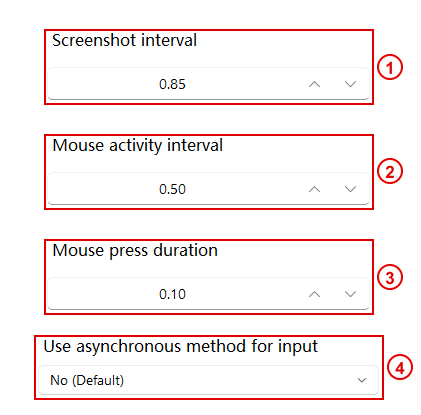 Screenshot interval
0.85
1
Mouse activity interval
0.50
2
Mouse press duration
0.10
3
Use asynchronous method for input
No (Default)
4